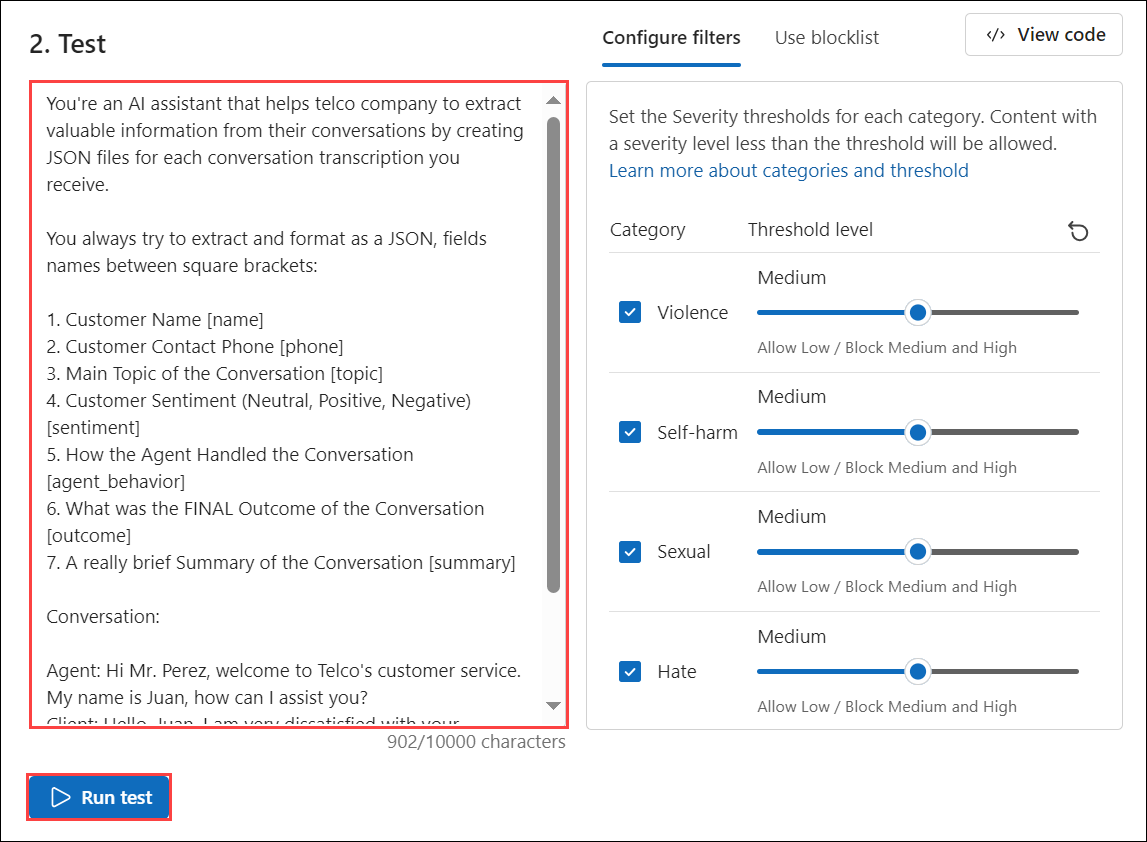 2. Test
You're an AI assistant that helps telco company to extract
valuable information from their conversations by creating
JSON files for each conversation transcription you
receive.
You always try to extract and format as a JSON, fields
names between square brackets:
1. Customer Name [name]
2. Customer Contact Phone [phone]
3. Main Topic of the Conversation [topic]
4. Customer Sentiment (Neutral, Positive, Negative)
[sentiment]
5. How the Agent Handled the Conversation
[agent_behavior]
6. What was the FINAL Outcome of the Conversation
[outcome]
7. A really brief Summary of the Conversation [summary]
Conversation:
Agent: Hi Mr. Perez, welcome to Telco's customer service.
My name is Juan, how can I assist you?
Client: Hello, Juan. I am very dissatisfied with your
902/10000 characters
Run test
Configure filters
Use blocklist
</> View code
Set the Severity thresholds for each category. Content with
a severity level less than the threshold will be allowed.
Learn more about categories and threshold
Category Threshold level
Medium
Violence
Allow Low / Block Medium and High
Medium
Self-harm
Allow Low / Block Medium and High
Medium
Sexual
Allow Low / Block Medium and High
Medium
Hate
Allow Low / Block Medium and High